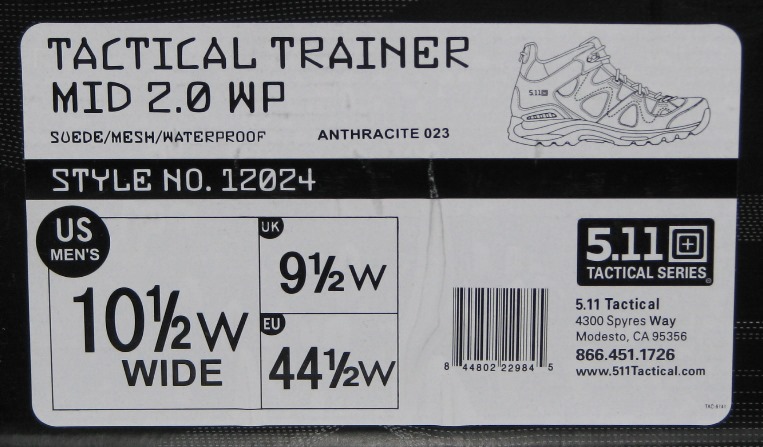 TACTICAL TRAINER
MID 2.0 WP
SUEDE/MESH/WATERPROOF ANTHRACITE 023
5.11
STYLE NO. 12024
US
MEN'S
10½W
WIDE
UK
9½W
EU
44½W
8 44802 22984 5
5.11
TACTICAL SERIES
5.11 Tactical
4300 Spyres Way
Modesto, CA 95356
866.451.1726
www.511Tactical.com